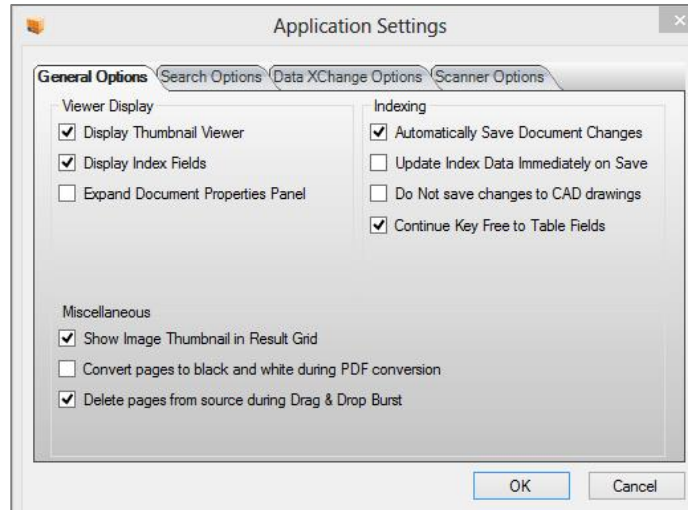 Application Settings
General Options Search Options Data XChange Options Scanner Options
Viewer Display
Display Thumbnail Viewer
Display Index Fields
Expand Document Properties Panel
Indexing
Automatically Save Document Changes
Update Index Data Immediately on Save
Do Not save changes to CAD drawings
Continue Key Free to Table Fields
Miscellaneous
Show Image Thumbnail in Result Grid
Convert pages to black and white during PDF conversion
Delete pages from source during Drag & Drop Burst
OK Cancel